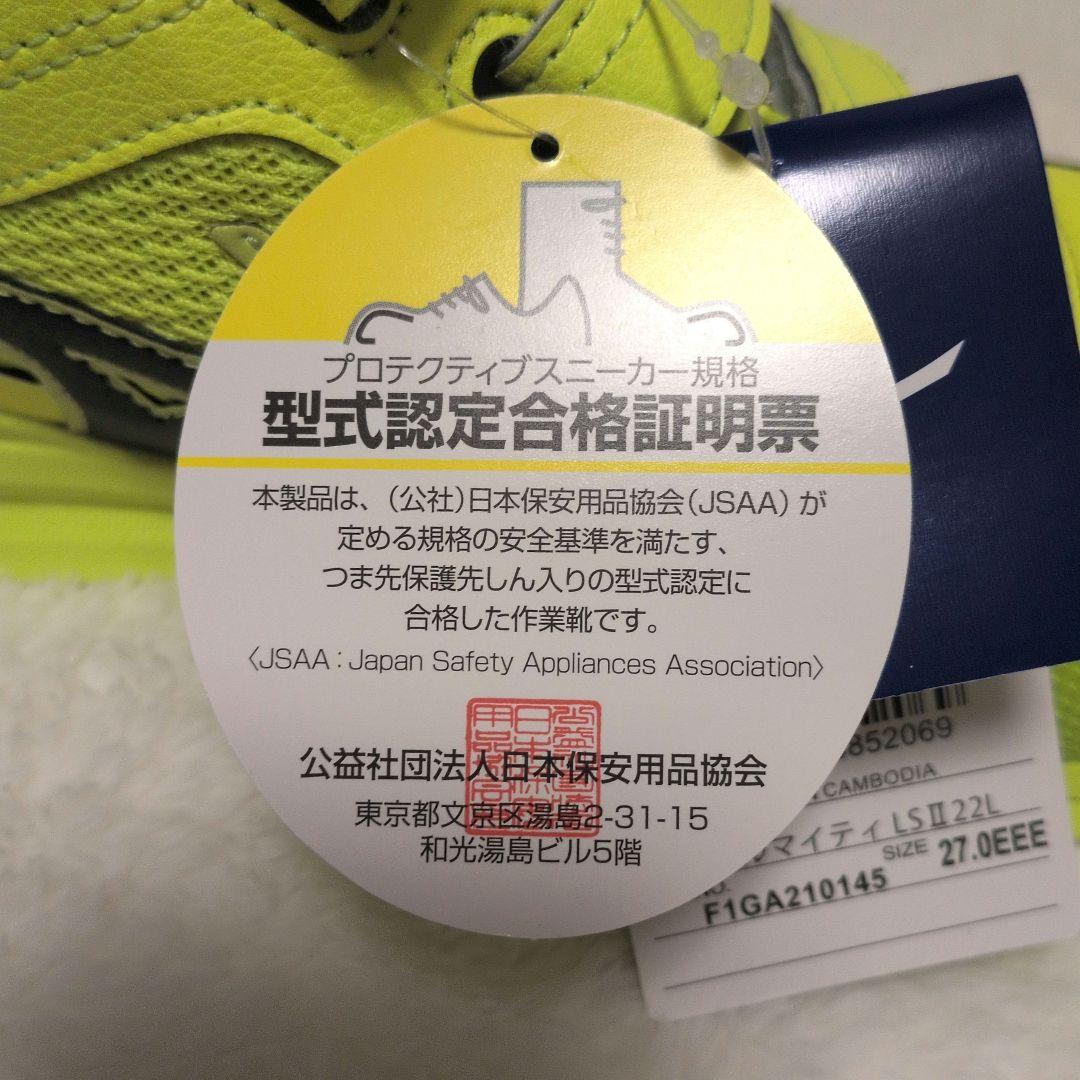 プロテクティブスニーカー規格
型式認定合格証明票
本製品は、（公社）日本保安用品協会（JSAA）が
定める規格の安全基準を満たす、
つま先保護先しん入りの型式認定に
合格した作業靴です。
〈JSAA：Japan Safety Appliances Association〉
公益社団法人日本保安用品協会
東京都文京区湯島2-31-15
和光湯島ビル5階
852069
CAMBODIA
マイティ LSⅡ22L
SIZE 27.0EEE
F1GA210145